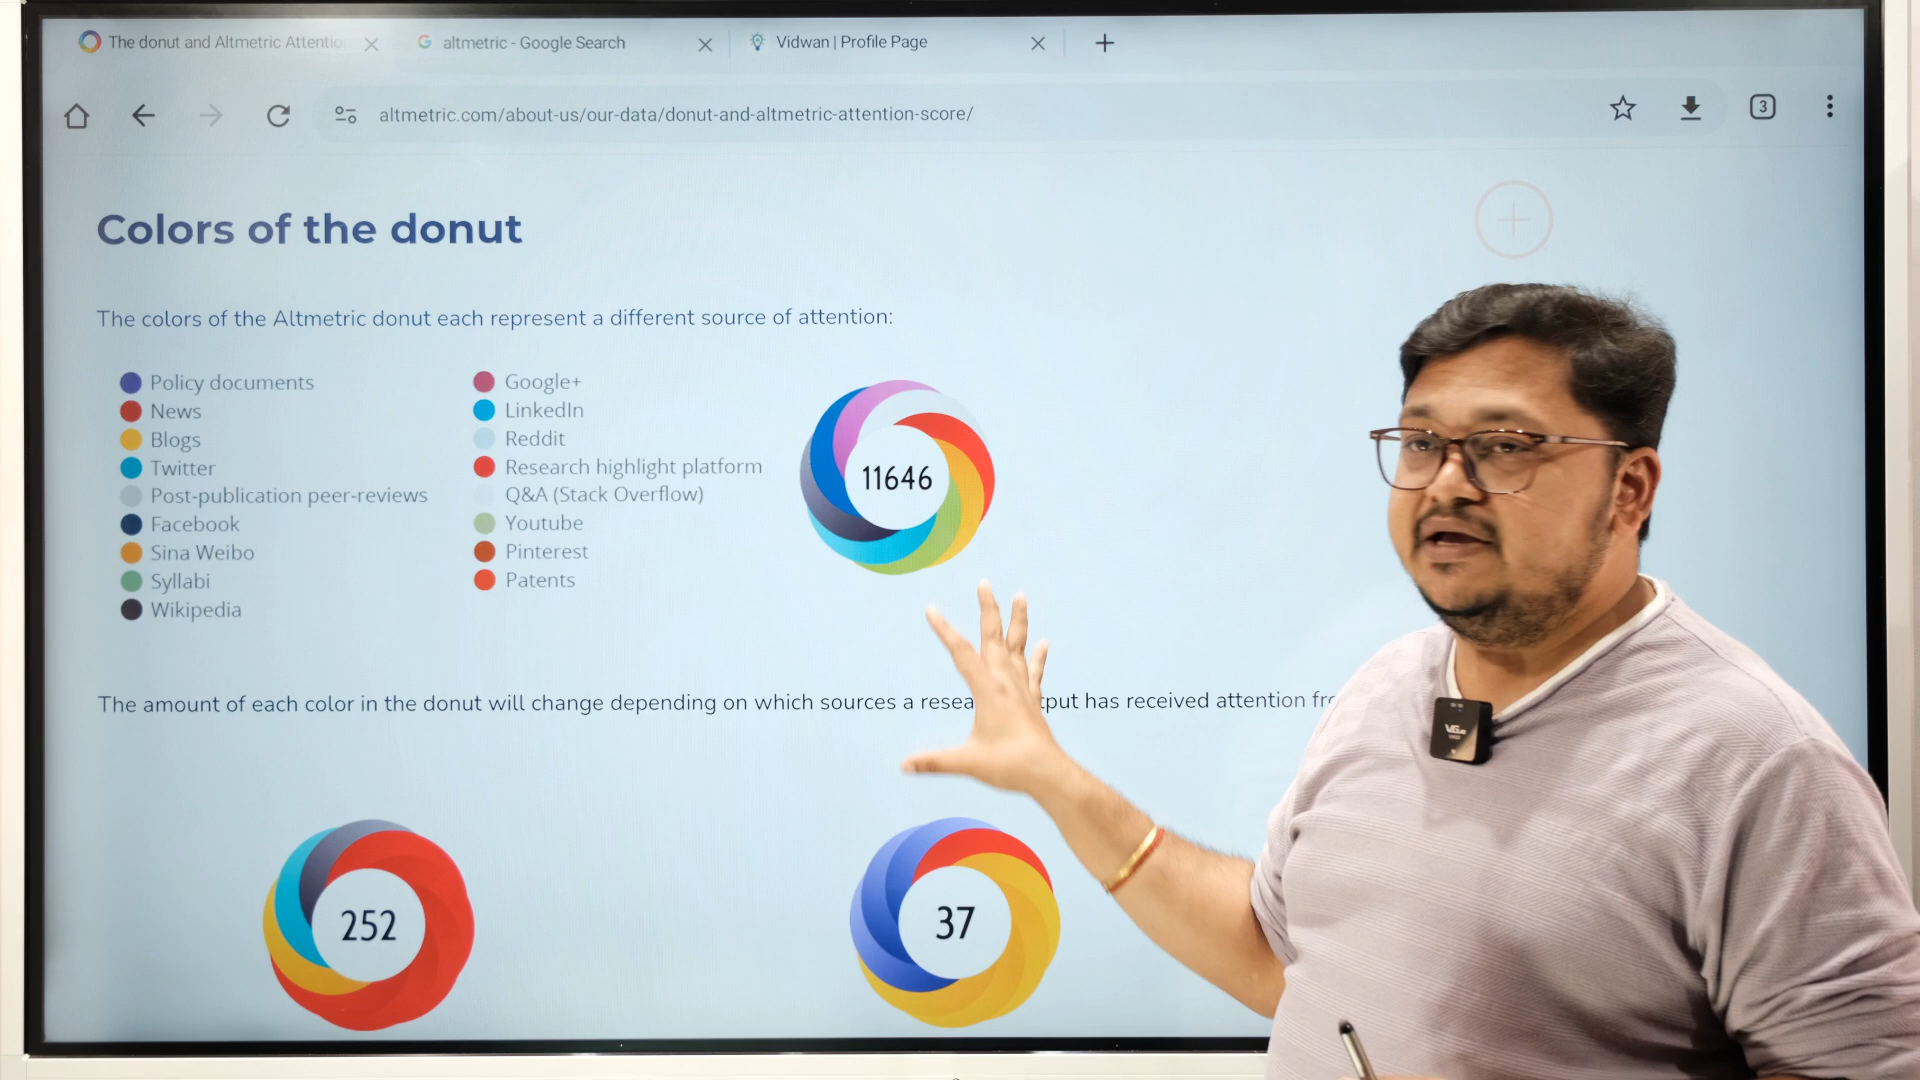 The donut and Altmetric Attentio
altmetric - Google Search
Vidwan | Profile Page
altmetric.com/about-us/our-data/donut-and-altmetric-attention-score/
3
Colors of the donut
The colors of the Altmetric donut each represent a different source of attention:
Policy documents
News
Blogs
Twitter
Post-publication peer-reviews
Facebook
Sina Weibo
Syllabi
Wikipedia
Google+
LinkedIn
Reddit
Research highlight platform
Q&A (Stack Overflow)
Youtube
Pinterest
Patents
11646
The amount of each color in the donut will change depending on which sources a resea tput has received attention fr
252
37